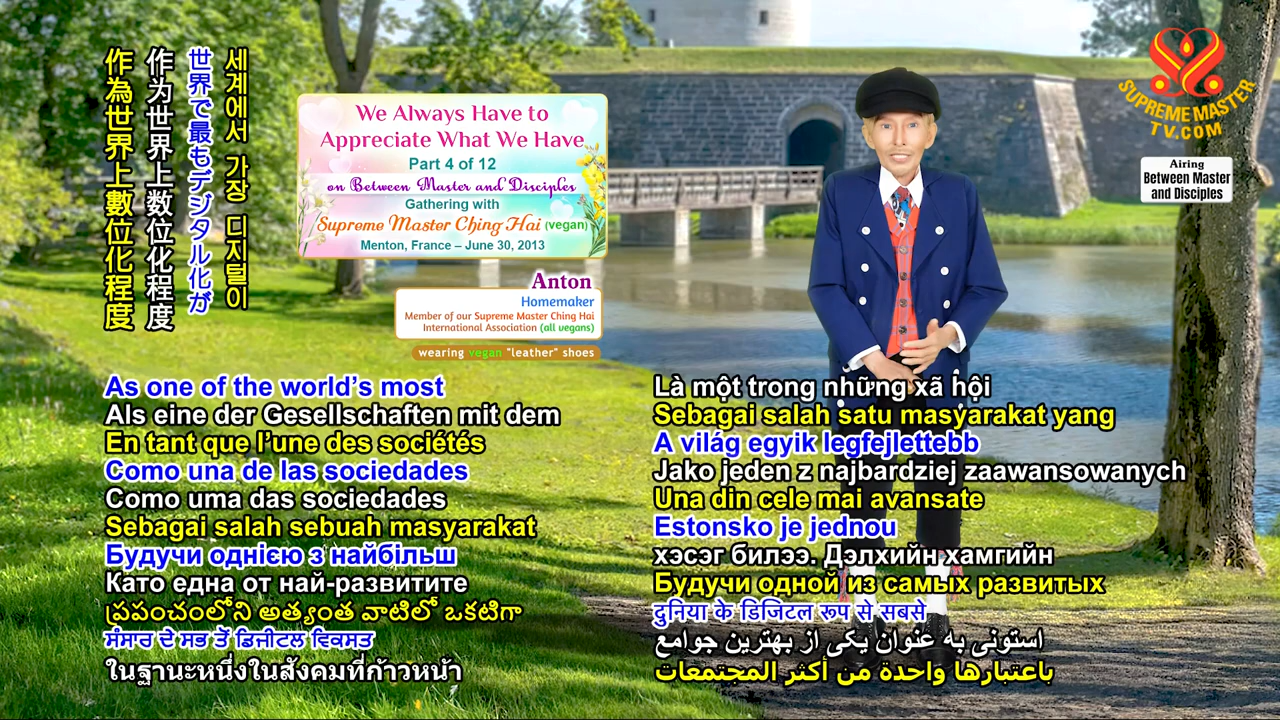 세계에서 가장 디지털이
世界で最もデジタル化が
作为世界上数位化程度
作為世界上數位化程度
We Always Have to
Appreciate What We Have
Part 4 of 12
on Between Master and Disciples
Gathering with
Supreme Master Ching Hai (vegan)
Menton, France – June 30, 2013
Anton
Homemaker
Member of our Supreme Master Ching Hai
International Association (all vegans)
wearing vegan "leather" shoes
SUPREME MASTER
TV.COM
Airing
Between Master
and Disciples
As one of the world's most
Als eine der Gesellschaften mit dem
En tant que l'une des sociétés
Como una de las sociedades
Como uma das sociedades
Sebagai salah sebuah masyarakat
Будучи однією з найбільш
Като една от най-развитите
ప్రపంచంలోని అత్యంత వాటిలో ఒకటిగా
ਸੰਸਾਰ ਦੇ ਸਭ ਤੋਂ ਡਿਜੀਟਲ ਵਿਕਸਤ
ในฐานะหนึ่งในสังคมที่ก้าวหน้า
Là một trong những xã hội
Sebagai salah satu masyarakat yang
A világ egyik legfejlettebb
Jako jeden z najbardziej zaawansowanych
Una din cele mai avansate
Estonsko je jednou
хэсэг билээ. Дэлхийн хамгийн
Будучи одной из самых развитых
दुनिया के डिजिटल रूप से सबसे
استونی به عنوان یکی از بهترین جوامع
باعتبارها واحدة من أكثر المجتمعات